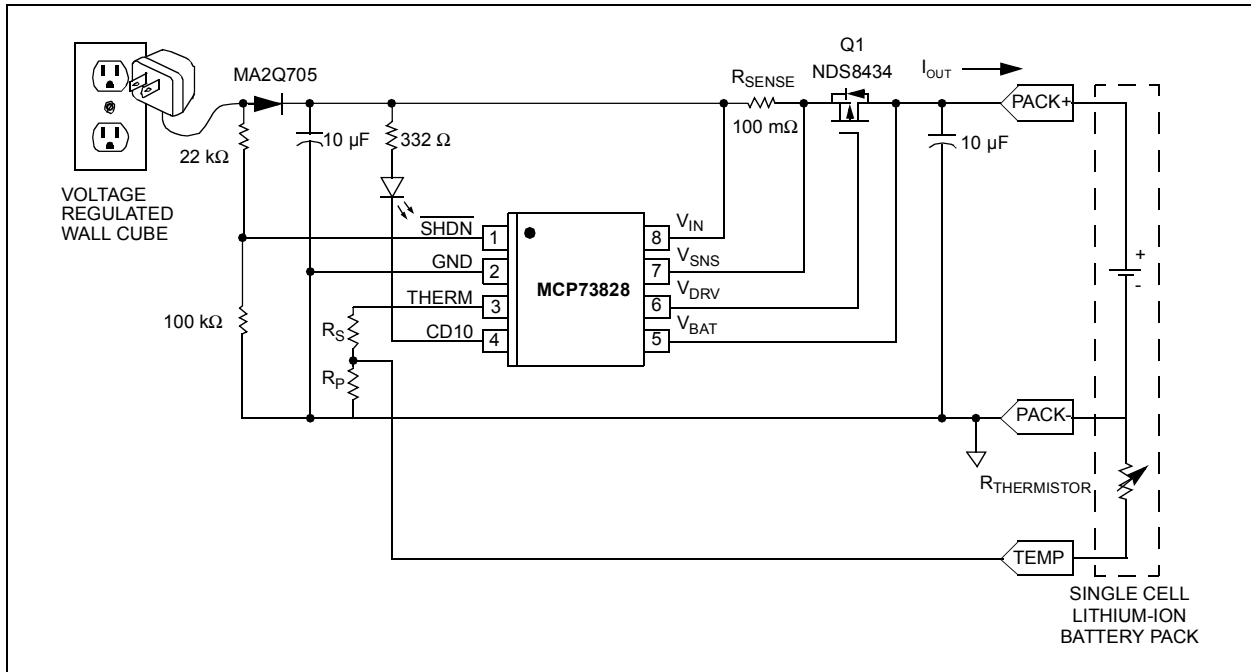 Q1
NDS8434
MA2Q705
R_SENSE
I_OUT
PACK+
100 mΩ
10 µF
332 Ω
10 µF
22 kΩ
VOLTAGE
REGULATED
WALL CUBE
SHDN
1
8
V_IN
GND
2
7
V_SNS
MCP73828
THERM
3
6
V_DRV
CD10
4
5
V_BAT
+
-
100 kΩ
R_S
R_P
PACK-
R_THERMISTOR
TEMP
SINGLE CELL
LITHIUM-ION
BATTERY PACK